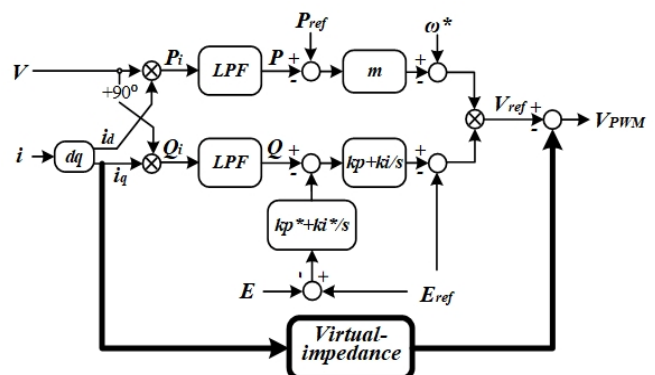 P_ref
ω*
V
P_i
LPF
P
+
-
m
+
-
+90°
i_d
V_ref
+
-
V_PWM
i
dq
i_q
Q_i
LPF
Q
+
-
kp+ki/s
+
-
kp*+ki*/s
E
-
+
E_ref
Virtual-
impedance